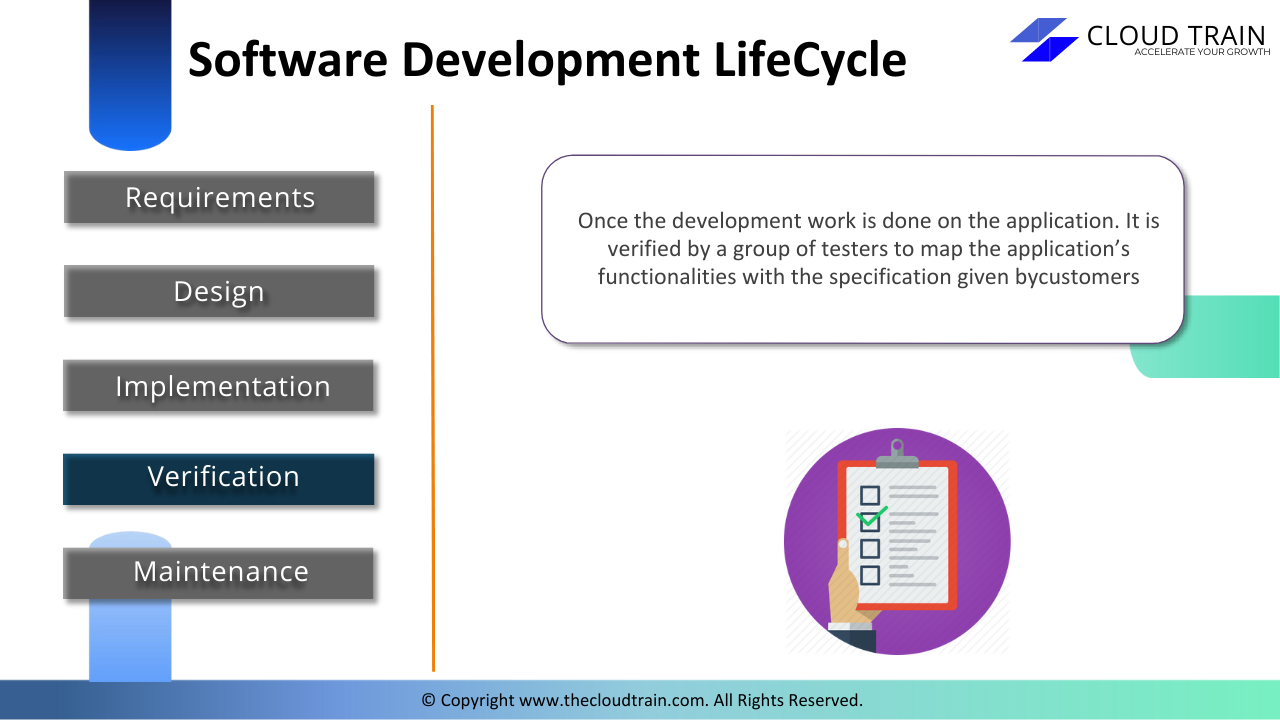 Software Development LifeCycle
CLOUD TRAIN
ACCELERATE YOUR GROWTH
Requirements
Design
Implementation
Verification
Maintenance
Once the development work is done on the application. It is
verified by a group of testers to map the application’s
functionalities with the specification given bycustomers
© Copyright www.thecloudtrain.com. All Rights Reserved.